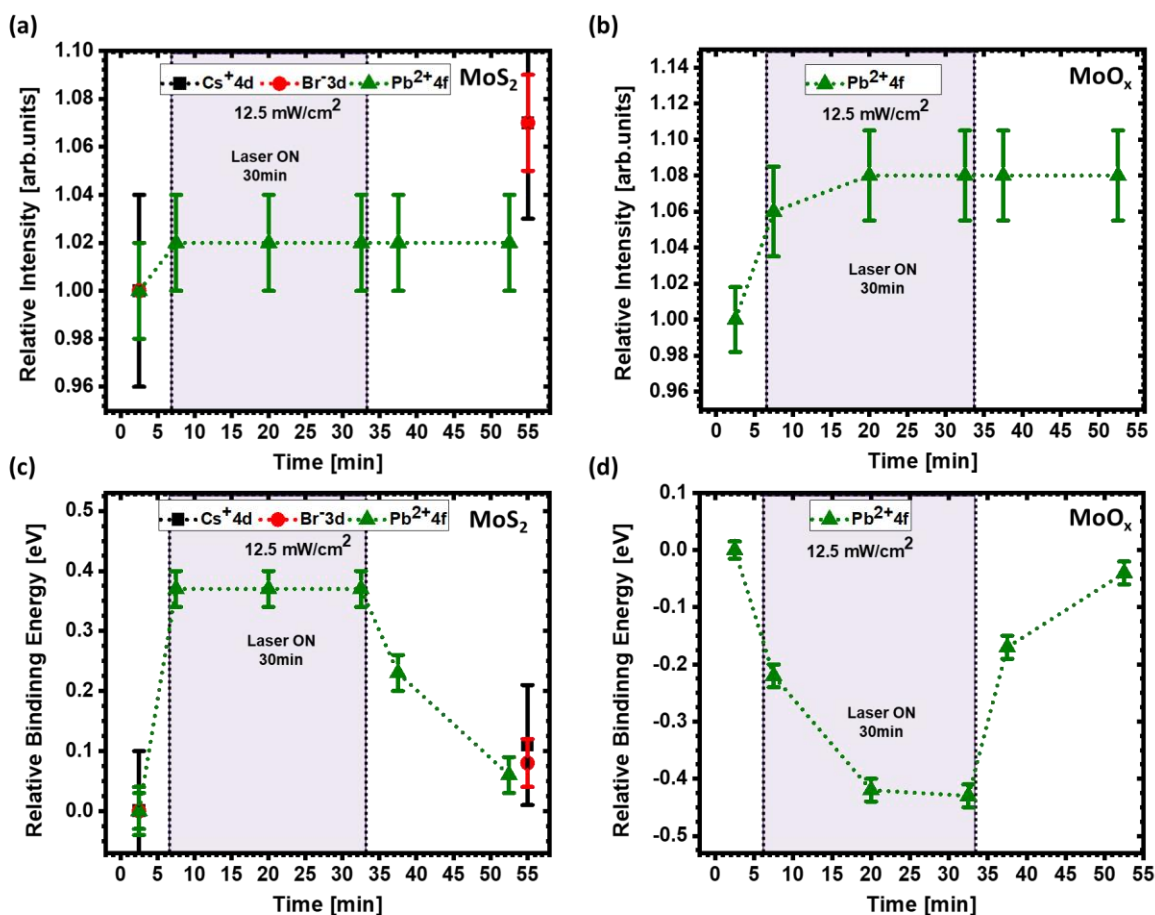 (a)
Relative Intensity [arb.units]
1.10
1.08
1.06
1.04
1.02
1.00
0.98
0.96
Cs⁺4d Br⁻3d Pb²⁺4f
MoS₂
12.5 mW/cm²
Laser ON
30min
0 5 10 15 20 25 30 35 40 45 50 55
Time [min]
(b)
Relative Intensity [arb.units]
1.14
1.12
1.10
1.08
1.06
1.04
1.02
1.00
0.98
0.96
Pb²⁺4f
MoOₓ
12.5 mW/cm²
Laser ON
30min
0 5 10 15 20 25 30 35 40 45 50 55
Time [min]
(c)
Relative Bindinng Energy [eV]
0.5
0.4
0.3
0.2
0.1
0.0
Cs⁺4d Br⁻3d Pb²⁺4f
MoS₂
12.5 mW/cm²
Laser ON
30min
0 5 10 15 20 25 30 35 40 45 50 55
Time [min]
(d)
Relative Bindinng Energy [eV]
0.1
0.0
-0.1
-0.2
-0.3
-0.4
-0.5
Pb²⁺4f
MoOₓ
12.5 mW/cm²
Laser ON
30min
0 5 10 15 20 25 30 35 40 45 50 55
Time [min]